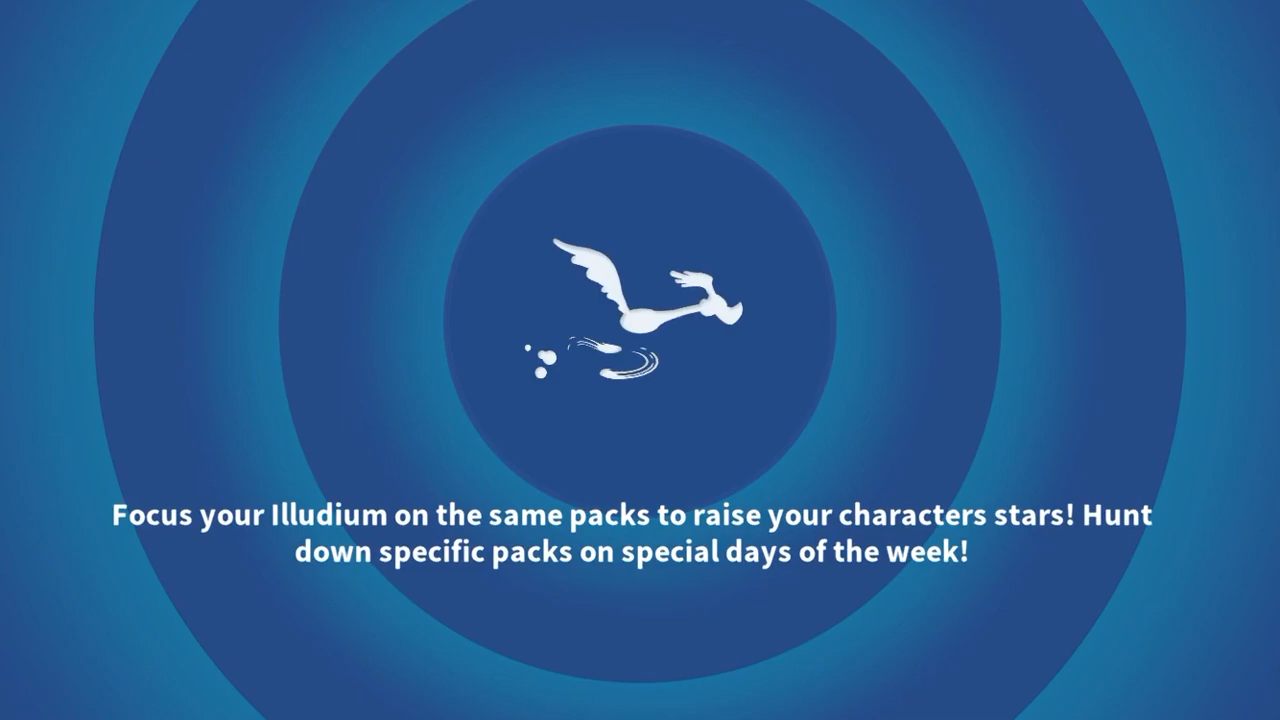 Focus your Illudium on the same packs to raise your characters stars! Hunt
down specific packs on special days of the week!